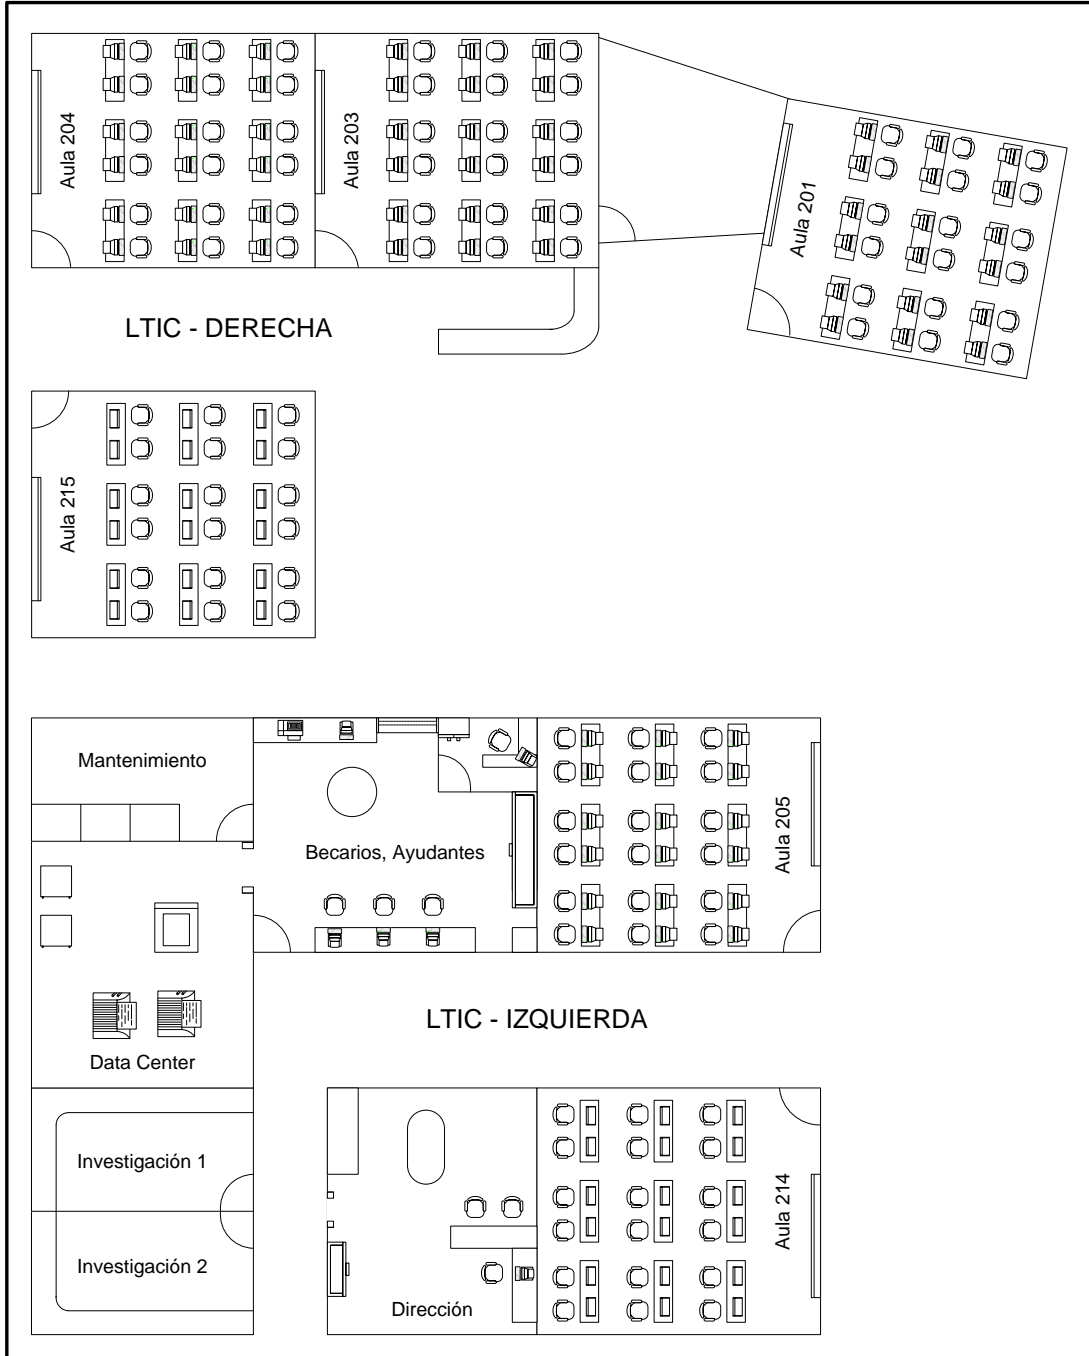 Aula 204
Aula 203
Aula 201
LTIC - DERECHA
Aula 215
Mantenimiento
Becarios, Ayudantes
Aula 205
LTIC - IZQUIERDA
Data Center
Investigación 1
Investigación 2
Dirección
Aula 214